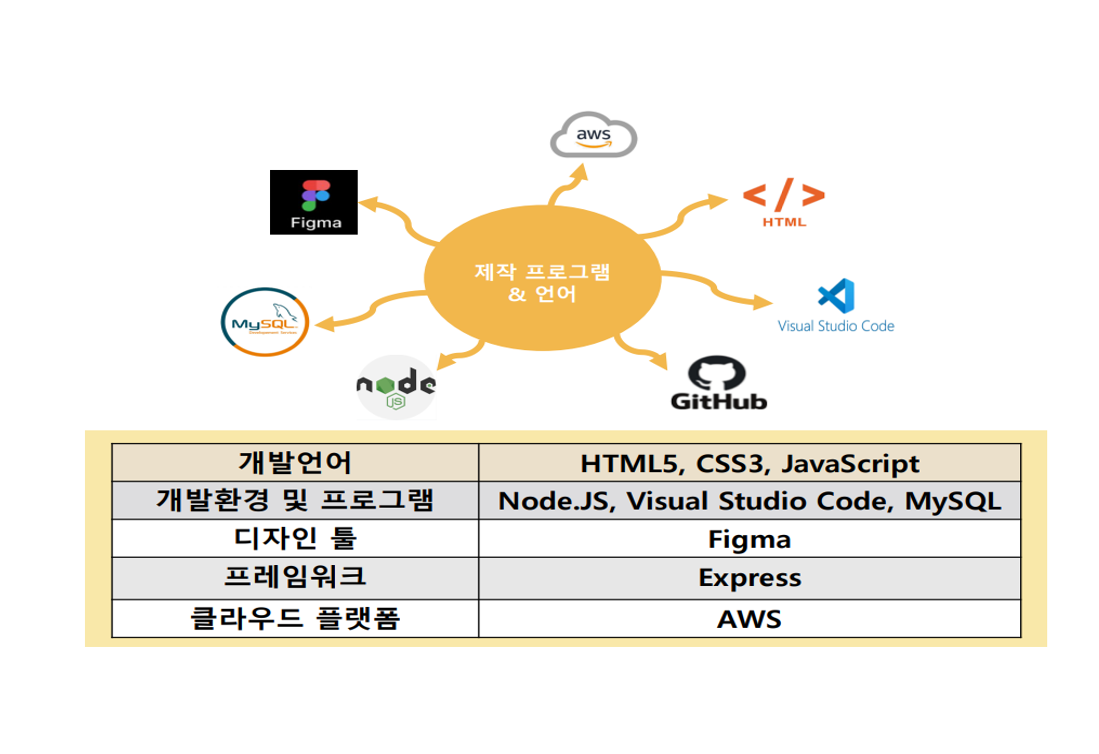 aws
Figma
</>
HTML
제작 프로그램
& 언어
MySQL
Visual Studio Code
node
JS
GitHub
개발언어 HTML5, CSS3, JavaScript
개발환경 및 프로그램 Node.JS, Visual Studio Code, MySQL
디자인 툴 Figma
프레임워크 Express
클라우드 플랫폼 AWS